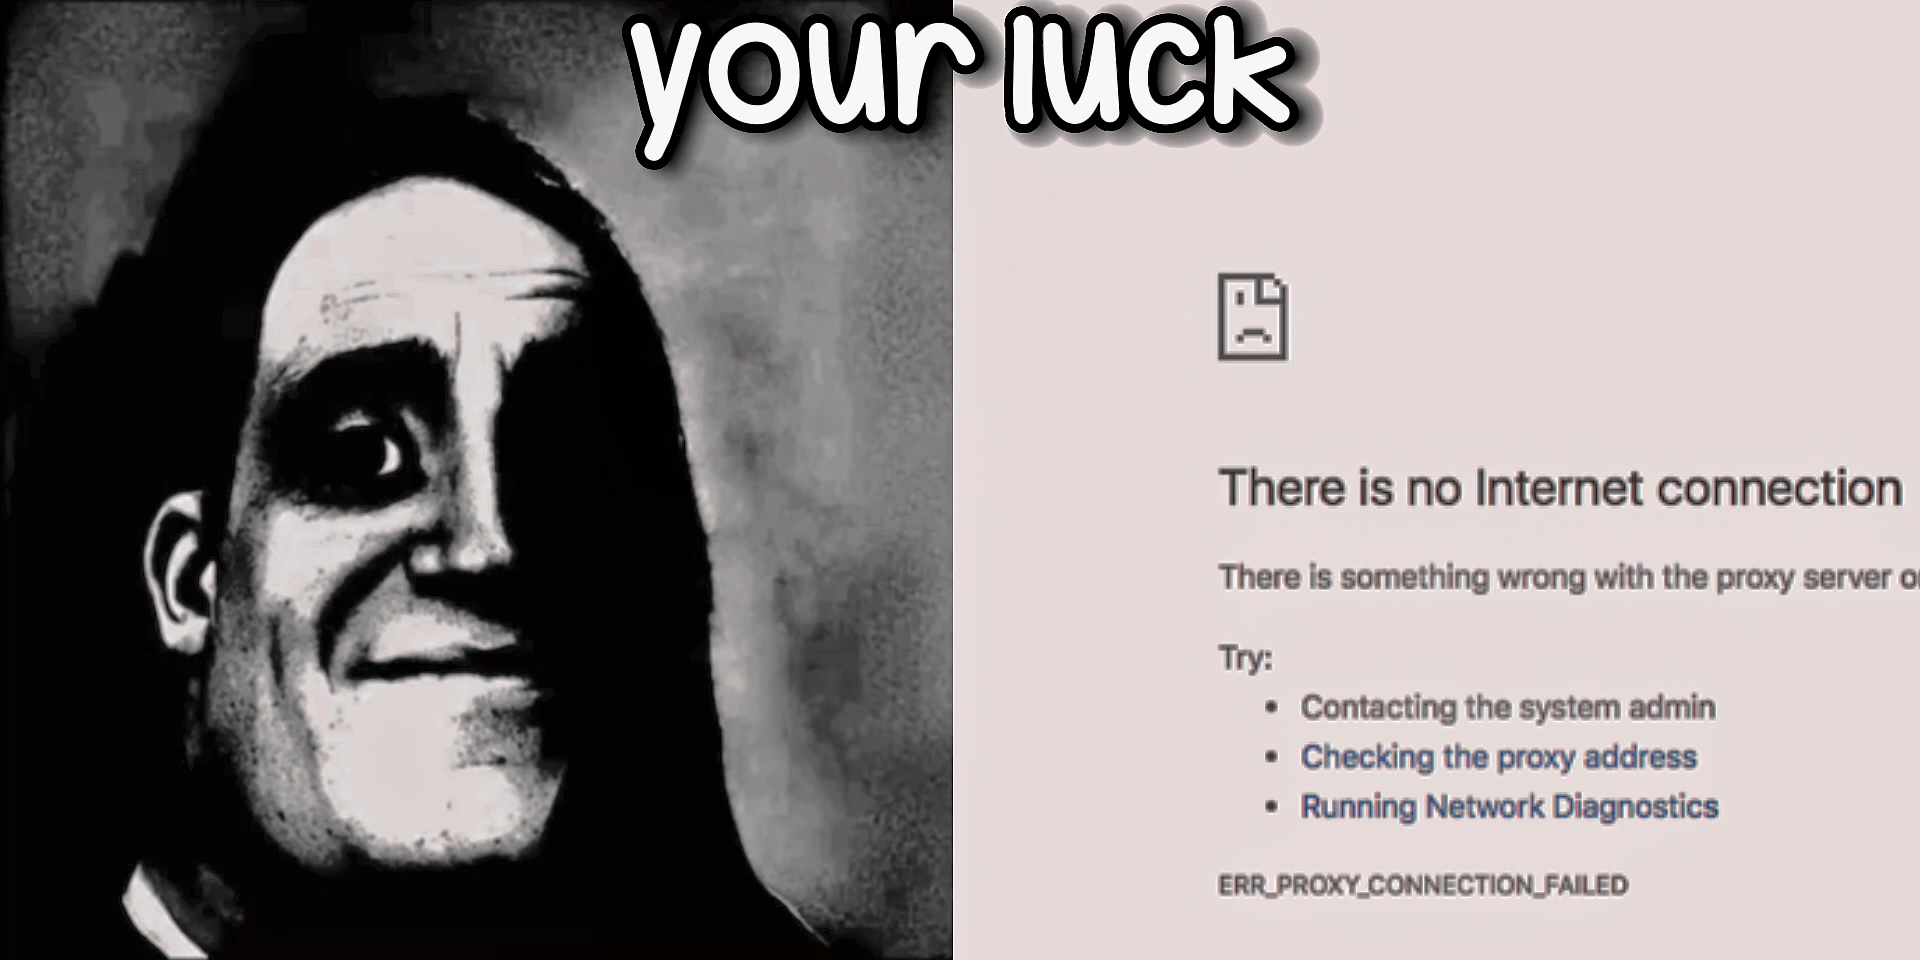 your luck
There is no Internet connection
There is something wrong with the proxy server
Try:
• Contacting the system admin
• Checking the proxy address
• Running Network Diagnostics
ERR_PROXY_CONNECTION_FAILED